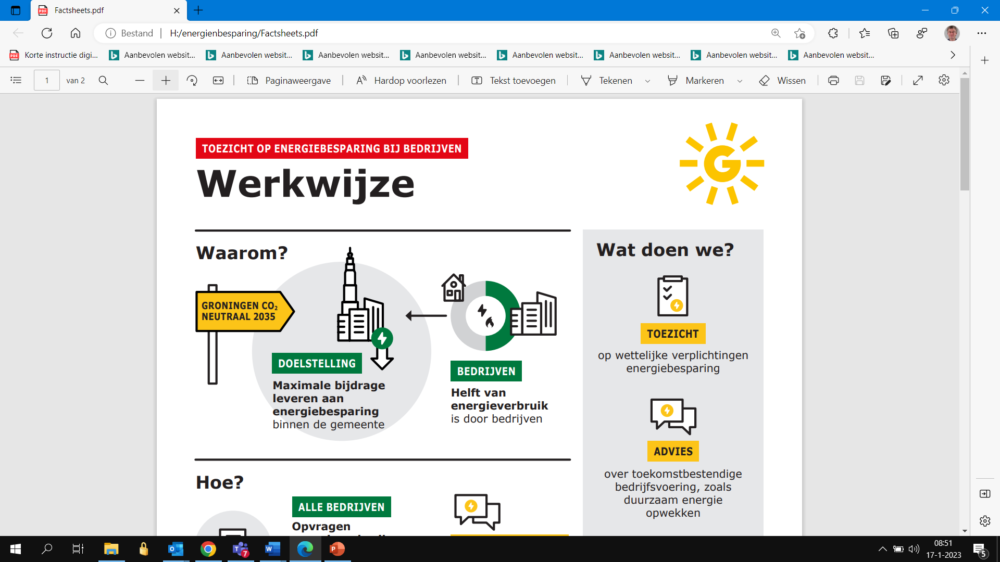 Factsheets.pdf
Bestand
H:/energienbesparing/Factsheets.pdf
Korte instructie digi...
Aanbevolen websit...
Aanbevolen websit...
Aanbevolen websit...
Aanbevolen websit...
Aanbevolen websit...
Aanbevolen websit...
Aanbevolen websit...
Aanbevolen websit...
1
van 2
Paginaweergave
Hardop voorlezen
Tekst toevoegen
Tekenen
Markeren
Wissen
TOEZICHT OP ENERGIEBESPARING BIJ BEDRIJVEN
Werkwijze
G
Waarom?
GRONINGEN CO₂
NEUTRAAL 2035
DOELSTELLING
Maximale bijdrage
leveren aan
energiebesparing
binnen de gemeente
BEDRIJVEN
Helft van
energieverbruik
is door bedrijven
Wat doen we?
TOEZICHT
op wettelijke verplichtingen
energiebesparing
ADVIES
over toekomstbestendige
bedrijfsvoering, zoals
duurzaam energie
opwekken
Hoe?
ALLE BEDRIJVEN
Opvragen
7
08:51
17-1-2023
5